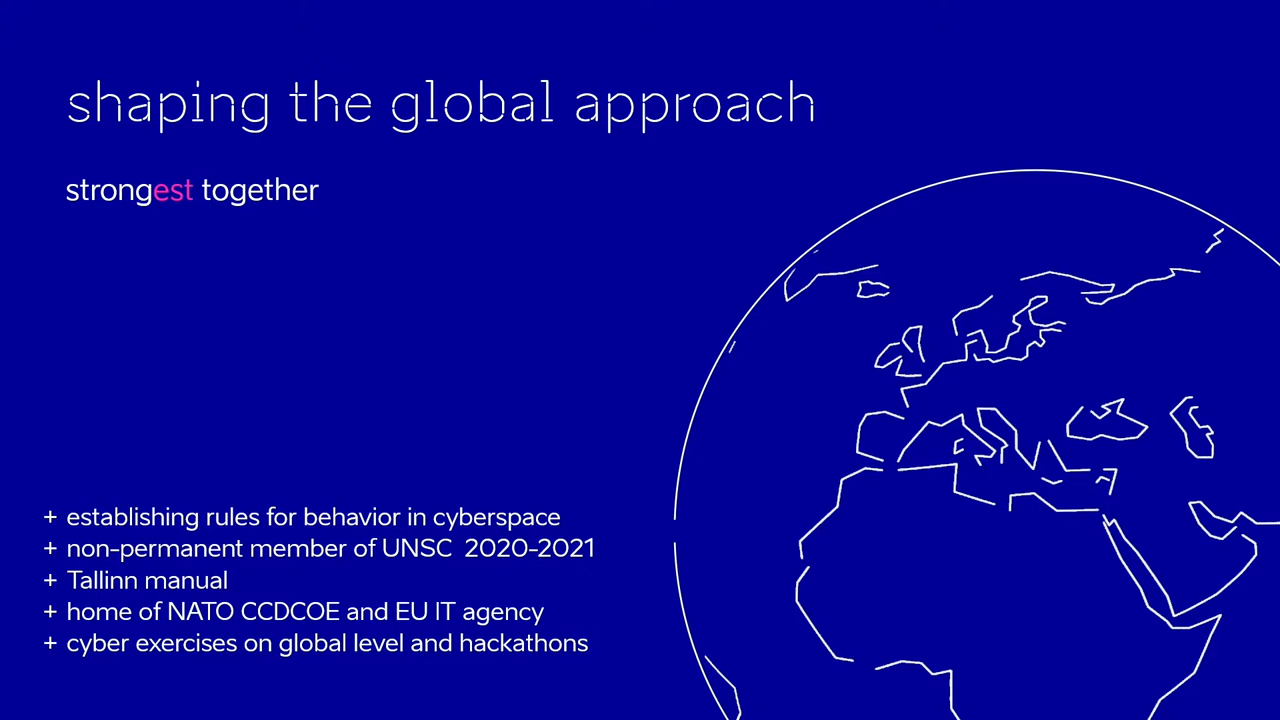 shaping the global approach
strongest together
+ establishing rules for behavior in cyberspace
+ non-permanent member of UNSC  2020-2021
+ Tallinn manual
+ home of NATO CCDCOE and EU IT agency
+ cyber exercises on global level and hackathons